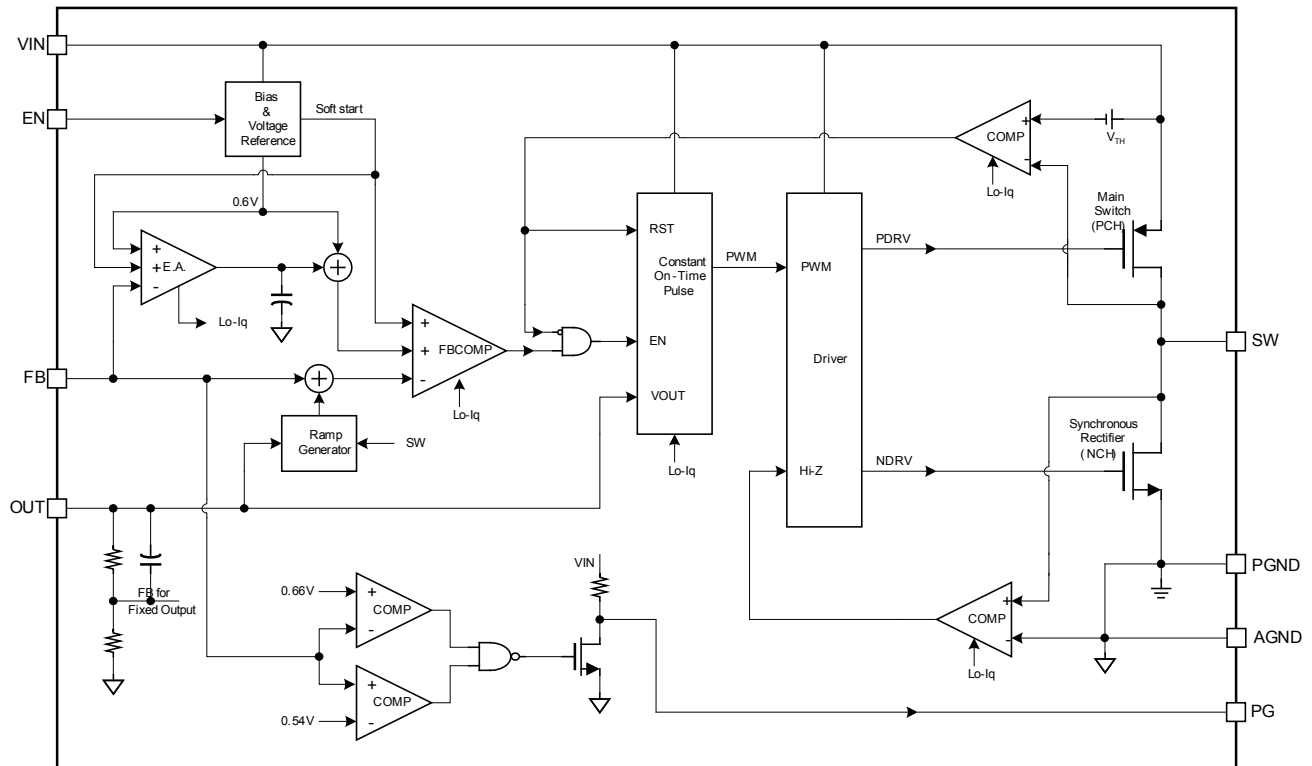 VIN
EN
Bias
&
Voltage
Reference
Soft start
0.6V
+
+ E.A.
-
Lo-Iq
+
+
+ FBCOMP
-
Lo-Iq
FB
+
Ramp
Generator
SW
OUT
FB for
Fixed Output
RST
Constant
On-Time
Pulse
EN
VOUT
Lo-Iq
PWM
PWM
Driver
Hi-Z
PDRV
NDRV
+
COMP
-
Lo-Iq
VTH
Main
Switch
(PCH)
SW
Synchronous
Rectifier
(NCH)
+
COMP
-
Lo-Iq
PGND
AGND
0.66V
+
COMP
-
+
COMP
0.54V
-
VIN
PG